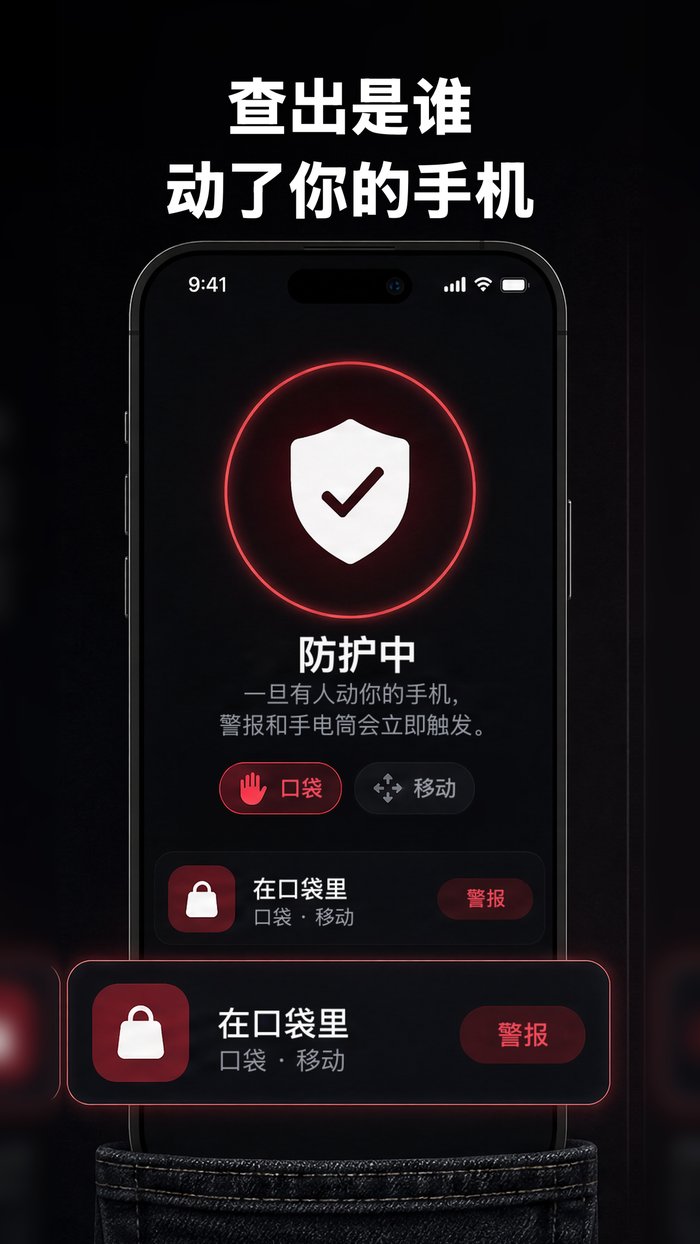 查出是谁
动了你的手机
9:41
防护中
一旦有人动你的手机，
警报和手电筒会立即触发。
口袋
移动
在口袋里
口袋 · 移动
警报
在口袋里
口袋 · 移动
警报